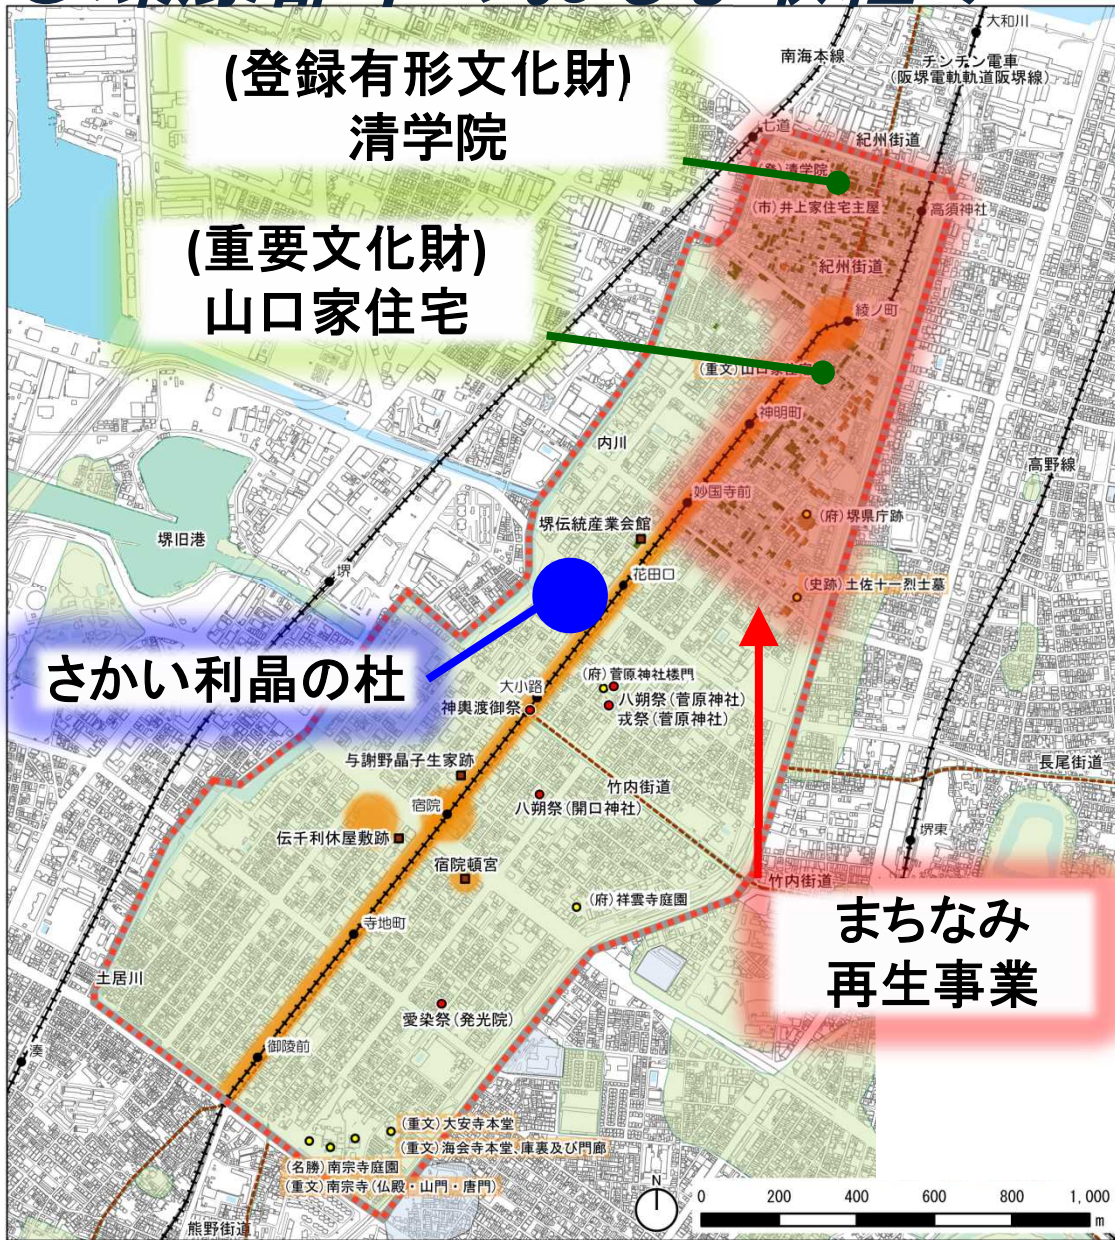 大和川
南海本線
チンチン電車
(阪堺電軌軌道阪堺線)
(登録有形文化財)
清学院
七道
紀州街道
(登)清学院
(市)井上家住宅主屋
高須神社
(重要文化財)
山口家住宅
紀州街道
綾ノ町
(重文)山口家住宅
神明町
内川
高野線
妙国寺前
(府)堺県庁跡
堺伝統産業会館
堺旧港
堺
花田口
(史跡)土佐十一烈士墓
さかい利晶の杜
大小路
(府)菅原神社楼門
神輿渡御祭
八朔祭(菅原神社)
戎祭(菅原神社)
与謝野晶子生家跡
長尾街道
竹内街道
宿院
八朔祭(開口神社)
伝千利休屋敷跡
堺東
宿院頓宮
竹内街道
(府)祥雲寺庭園
寺地町
まちなみ
再生事業
土居川
愛染祭(発光院)
湊
御陵前
(重文)大安寺本堂
(重文)海会寺本堂、庫裏及び門廊
(名勝)南宗寺庭園
(重文)南宗寺(仏殿・山門・唐門)
熊野街道
N
0 200 400 600 800 1,000
m